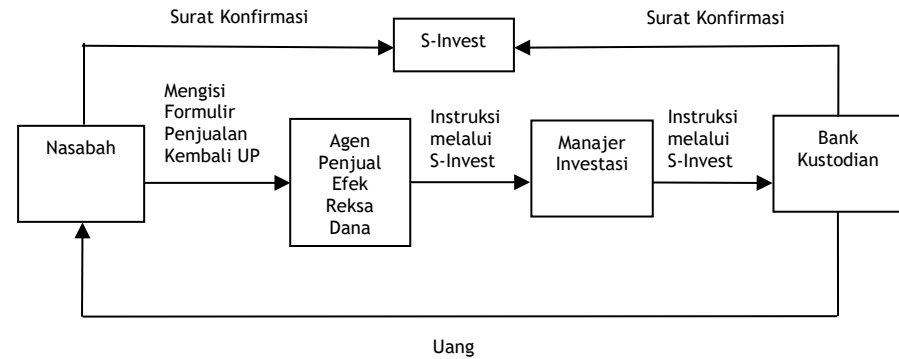 Surat Konfirmasi
Surat Konfirmasi
S-Invest
Mengisi
Formulir
Penjualan
Kembali UP
Instruksi
melalui
S-Invest
Instruksi
melalui
S-Invest
Nasabah
Agen
Penjual
Efek
Reksa
Dana
Manajer
Investasi
Bank
Kustodian
Uang